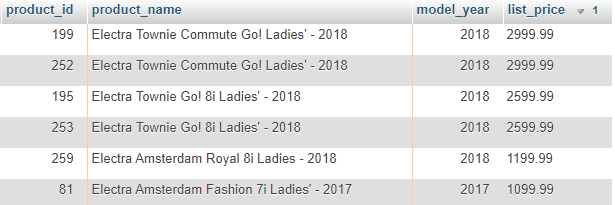 product_id product_name model_year list_price 1
199 Electra Townie Commute Go! Ladies' - 2018 2018 2999.99
252 Electra Townie Commute Go! Ladies' - 2018 2018 2999.99
195 Electra Townie Go! 8i Ladies' - 2018 2018 2599.99
253 Electra Townie Go! 8i Ladies' - 2018 2018 2599.99
259 Electra Amsterdam Royal 8i Ladies - 2018 2018 1199.99
81 Electra Amsterdam Fashion 7i Ladies' - 2017 2017 1099.99